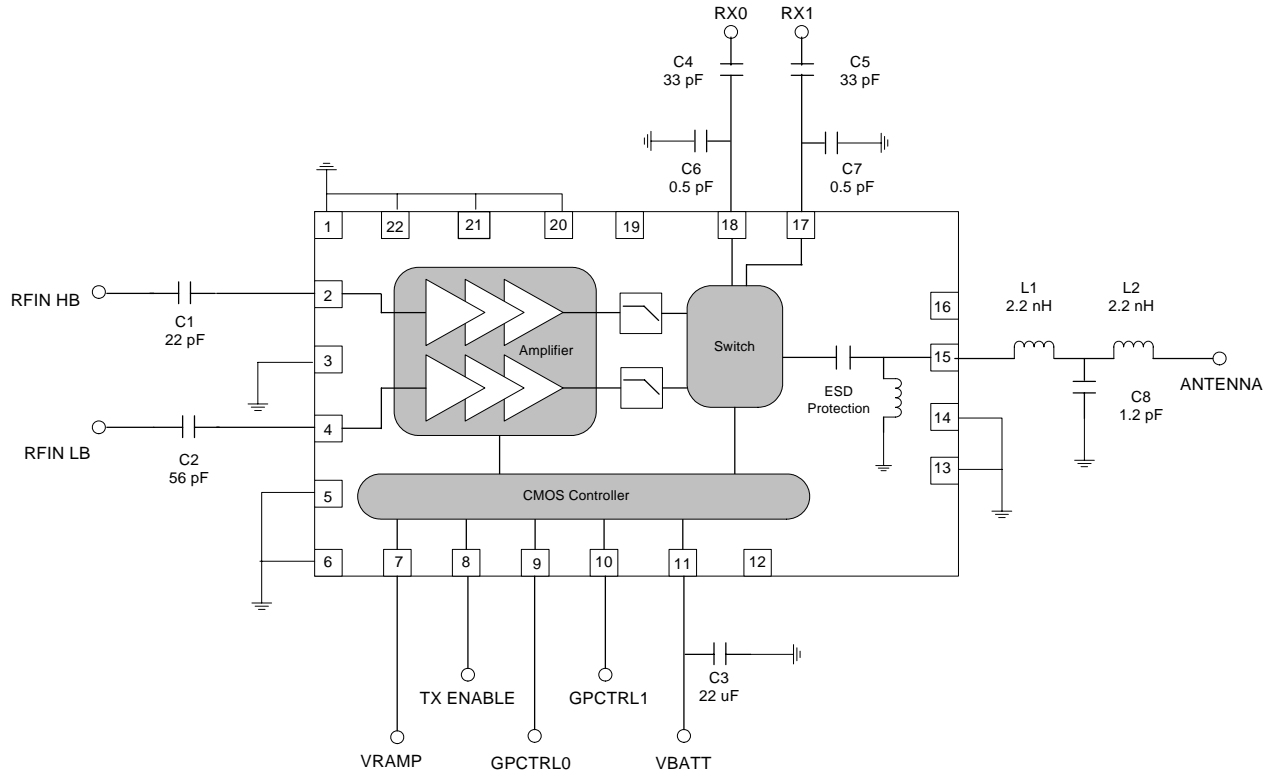 RX0
RX1
C4
33 pF
C5
33 pF
C6
0.5 pF
C7
0.5 pF
1
22
21
20
19
18
17
RFIN HB
C1
22 pF
2
3
RFIN LB
C2
56 pF
4
5
6
Amplifier
Switch
ESD
Protection
CMOS Controller
16
15
14
13
L1
2.2 nH
L2
2.2 nH
C8
1.2 pF
ANTENNA
7
8
9
10
11
12
C3
22 uF
TX ENABLE
GPCTRL1
VRAMP
GPCTRL0
VBATT